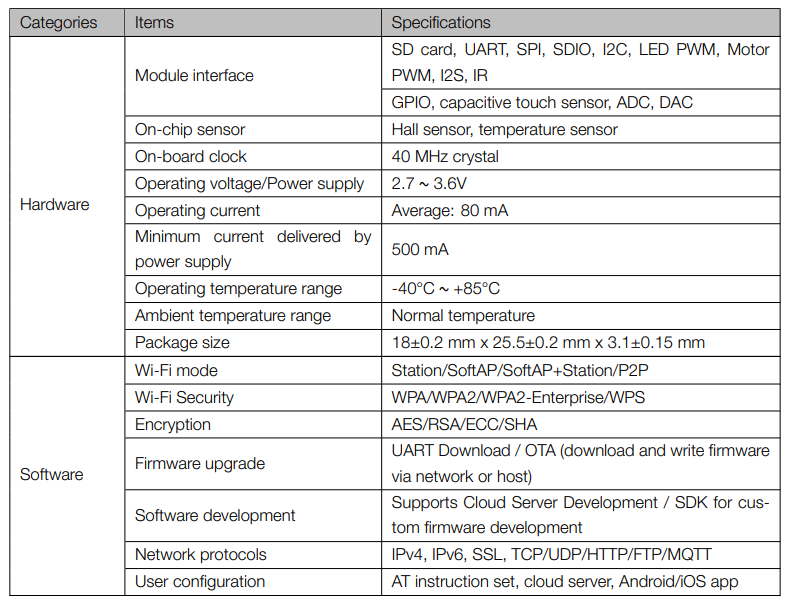 Categories Items Specifications
Hardware
Module interface
SD card, UART, SPI, SDIO, I2C, LED PWM, Motor
PWM, I2S, IR
GPIO, capacitive touch sensor, ADC, DAC
On-chip sensor Hall sensor, temperature sensor
On-board clock 40 MHz crystal
Operating voltage/Power supply 2.7 ~ 3.6V
Operating current Average: 80 mA
Minimum current delivered by
power supply
500 mA
Operating temperature range -40°C ~ +85°C
Ambient temperature range Normal temperature
Package size 18±0.2 mm x 25.5±0.2 mm x 3.1±0.15 mm
Software
Wi-Fi mode Station/SoftAP/SoftAP+Station/P2P
Wi-Fi Security WPA/WPA2/WPA2-Enterprise/WPS
Encryption AES/RSA/ECC/SHA
Firmware upgrade
UART Download / OTA (download and write firmware
via network or host)
Software development
Supports Cloud Server Development / SDK for cus-
tom firmware development
Network protocols IPv4, IPv6, SSL, TCP/UDP/HTTP/FTP/MQTT
User configuration AT instruction set, cloud server, Android/iOS app